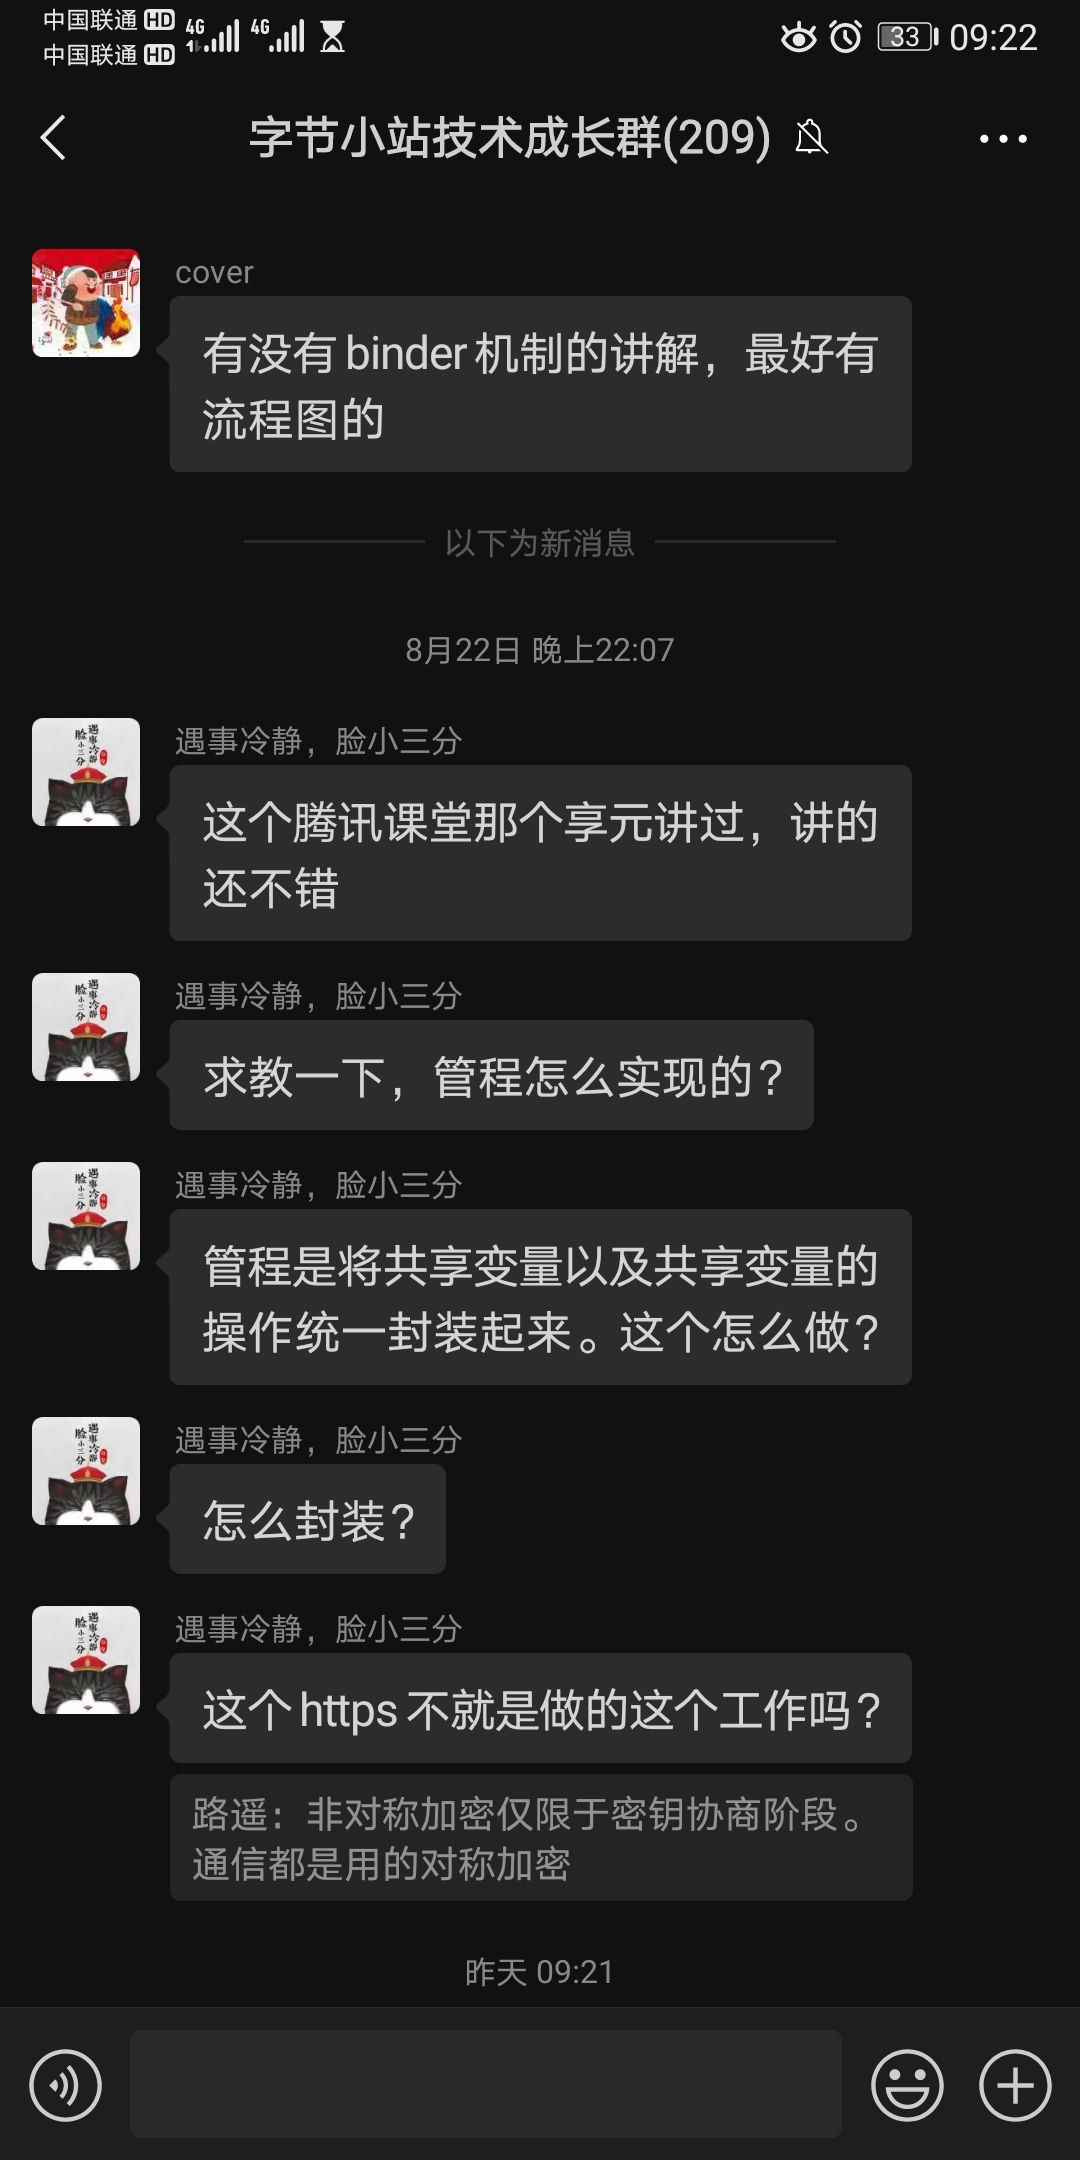 中国联通 HD 4G 4G 33 09:22
中国联通 HD
字节小站技术成长群(209)
cover
有没有binder机制的讲解，最好有
流程图的
以下为新消息
8月22日 晚上22:07
遇事冷静，脸小三分
这个腾讯课堂那个享元讲过，讲的
还不错
遇事冷静，脸小三分
求教一下，管程怎么实现的？
遇事冷静，脸小三分
管程是将共享变量以及共享变量的
操作统一封装起来。这个怎么做？
遇事冷静，脸小三分
怎么封装？
遇事冷静，脸小三分
这个https不就是做的这个工作吗？
路遥：非对称加密仅限于密钥协商阶段。
通信都是用的对称加密
昨天 09:21